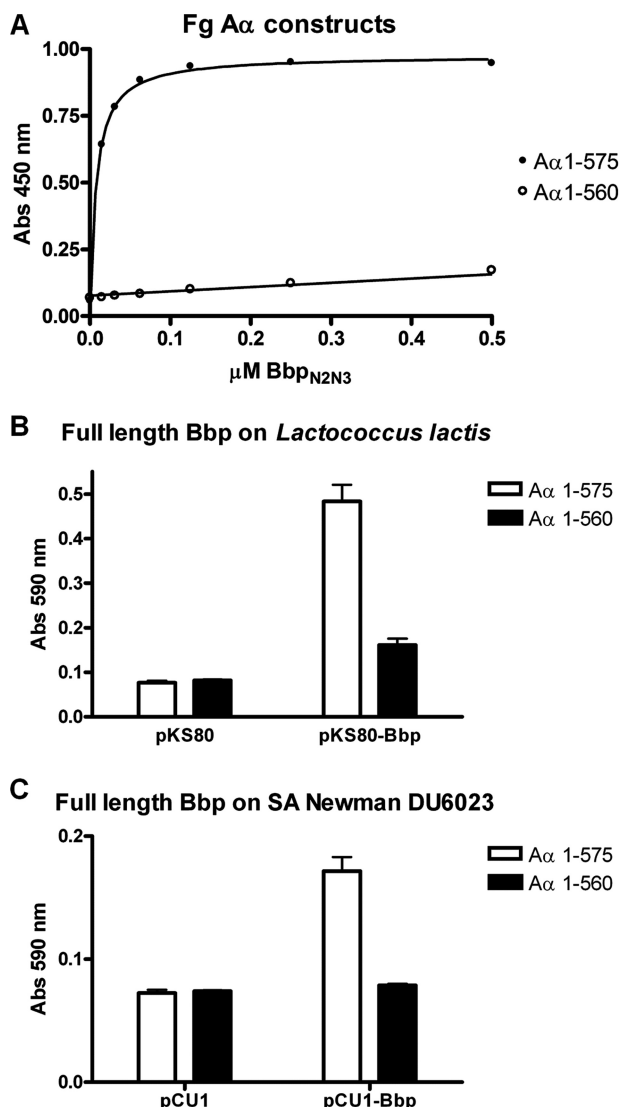 A
Fg Aα constructs
1.00
0.75
0.50
0.25
0.00
Abs 450 nm
0.0 0.1 0.2 0.3 0.4 0.5
μM BbpN2N3
Aα1-575
Aα1-560
B
Full length Bbp on Lactococcus lactis
0.5
0.4
0.3
0.2
0.1
0.0
Abs 590 nm
pKS80 pKS80-Bbp
Aα 1-575
Aα 1-560
C
Full length Bbp on SA Newman DU6023
0.2
0.1
0.0
Abs 590 nm
pCU1 pCU1-Bbp
Aα 1-575
Aα 1-560